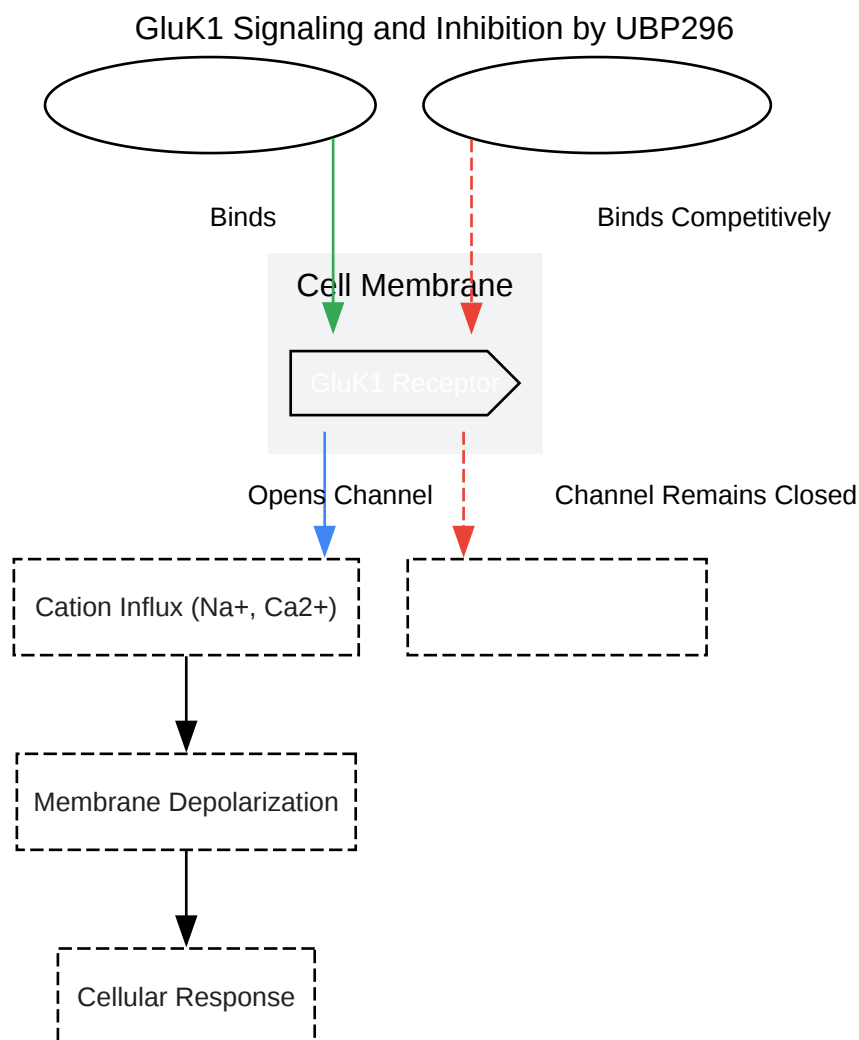 GluK1 Signaling and Inhibition by UBP296
Binds
Binds Competitively
Cell Membrane
GluK1 Receptor
Opens Channel
Channel Remains Closed
Cation Influx (Na+, Ca2+)
Membrane Depolarization
Cellular Response